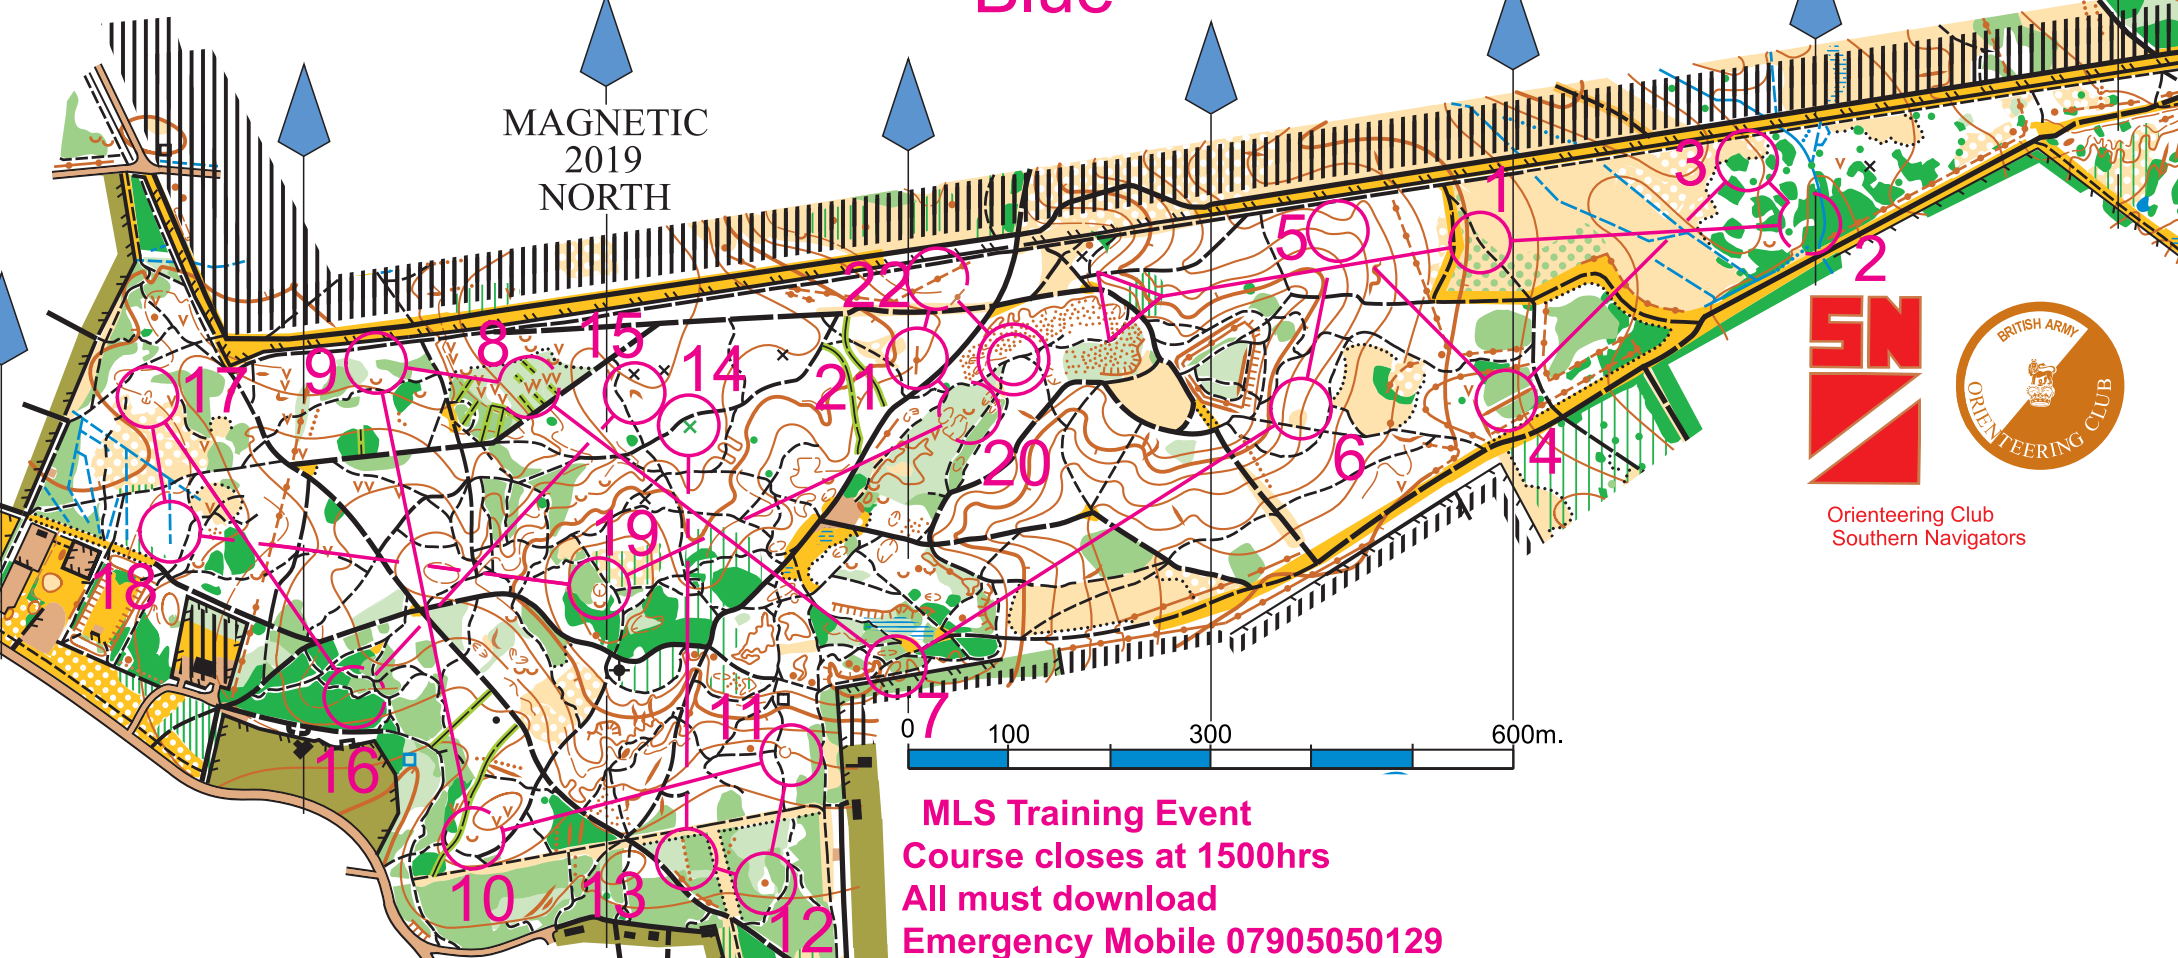 Blue
MAGNETIC
2019
NORTH
1
2
3
4
5
6
7
8
9
10
11
12
13
14
15
16
17
18
19
20
21
22
SN
BRITISH ARMY
ORIENTEERING CLUB
Orienteering Club
Southern Navigators
0 100 300 600m.
MLS Training Event
Course closes at 1500hrs
All must download
Emergency Mobile 07905050129